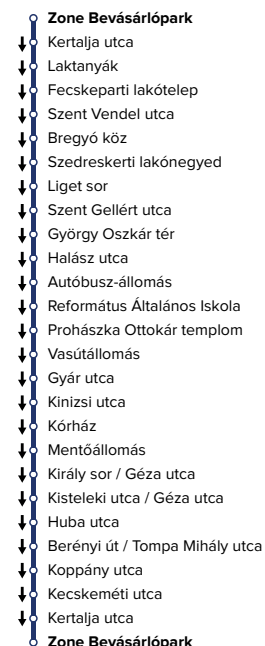 Zone Bevásárlópark
Kertalja utca
Laktanyák
Fecskeparti lakótelep
Szent Vendel utca
Bregyó köz
Szedreskerti lakónegyed
Liget sor
Szent Gellért utca
György Oszkár tér
Halász utca
Autóbusz-állomás
Református Általános Iskola
Prohászka Ottokár templom
Vasútállomás
Gyár utca
Kinizsi utca
Kórház
Mentőállomás
Király sor / Géza utca
Kisteleki utca / Géza utca
Huba utca
Berényi út / Tompa Mihály utca
Koppány utca
Kecskeméti utca
Kertalja utca
Zone Bevásárlópark